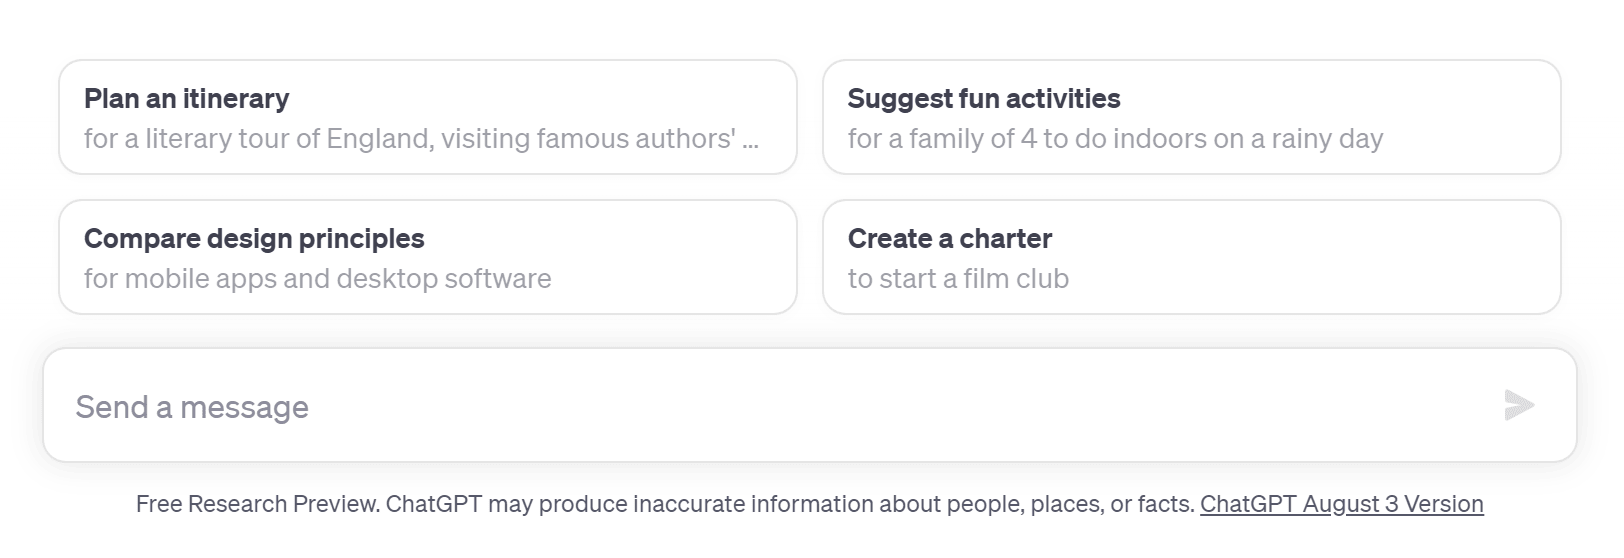 Plan an itinerary
for a literary tour of England, visiting famous authors' ...
Suggest fun activities
for a family of 4 to do indoors on a rainy day
Compare design principles
for mobile apps and desktop software
Create a charter
to start a film club
Send a message
Free Research Preview. ChatGPT may produce inaccurate information about people, places, or facts. ChatGPT August 3 Version